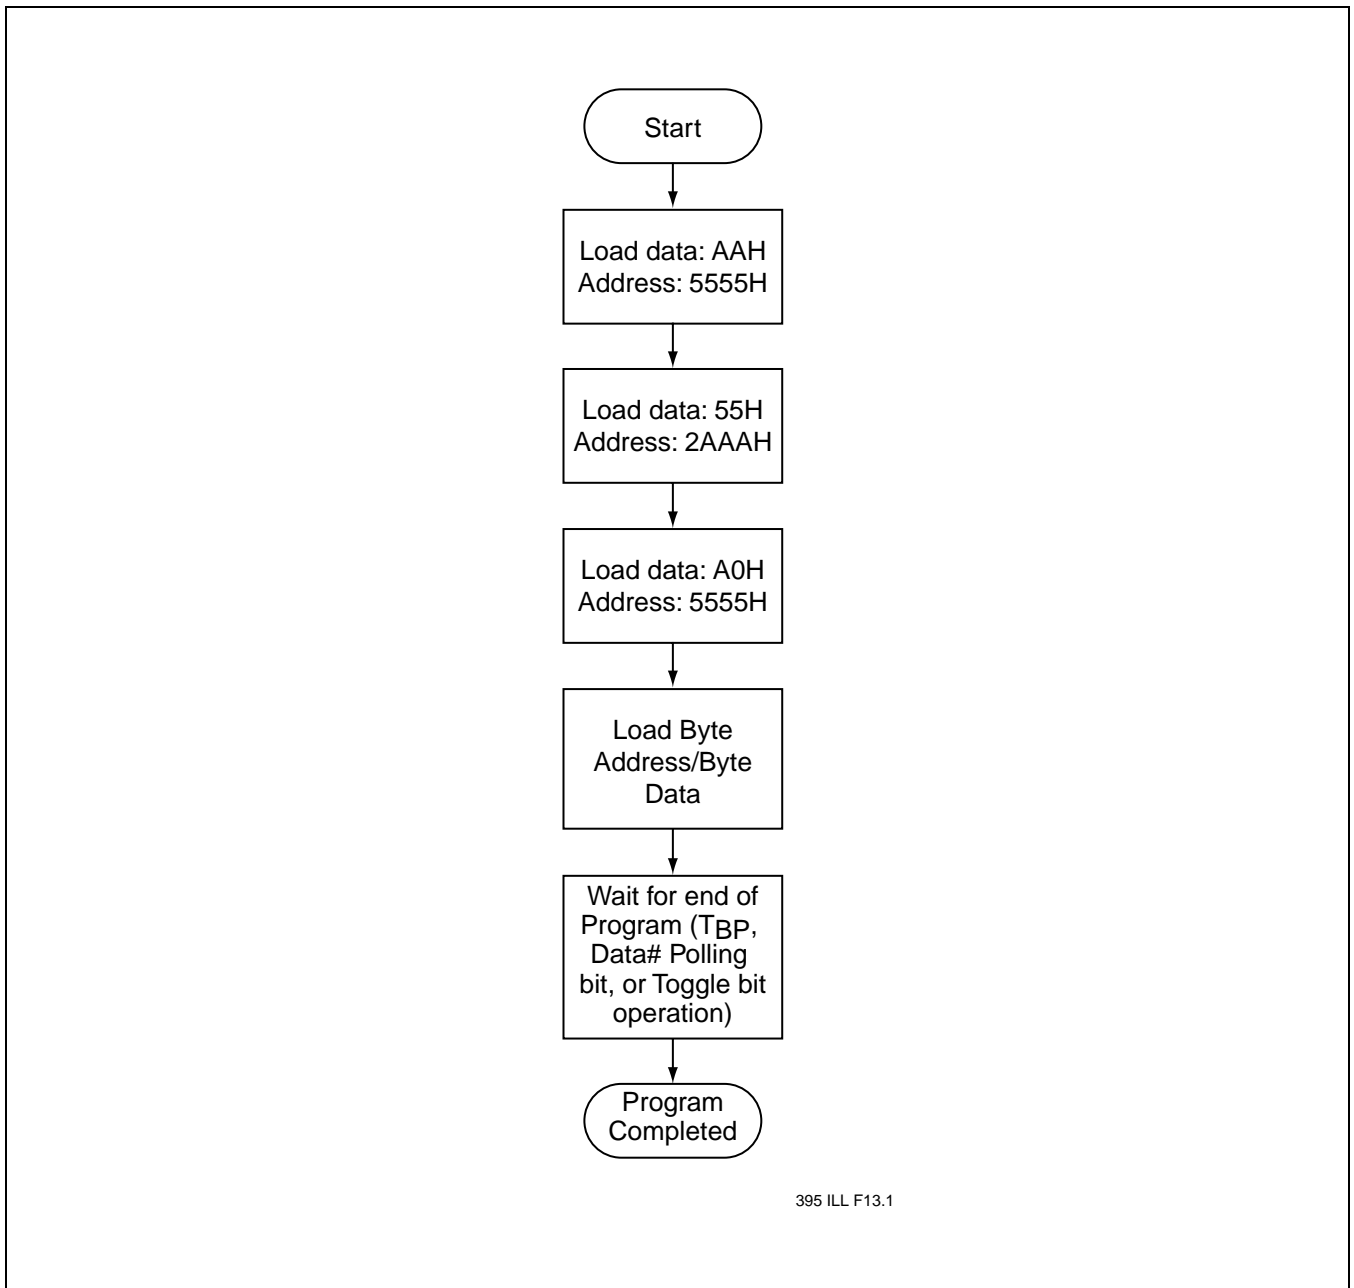 Start
Load data: AAH
Address: 5555H
Load data: 55H
Address: 2AAAH
Load data: A0H
Address: 5555H
Load Byte
Address/Byte
Data
Wait for end of
Program (TBP,
Data# Polling
bit, or Toggle bit
operation)
Program
Completed
395 ILL F13.1